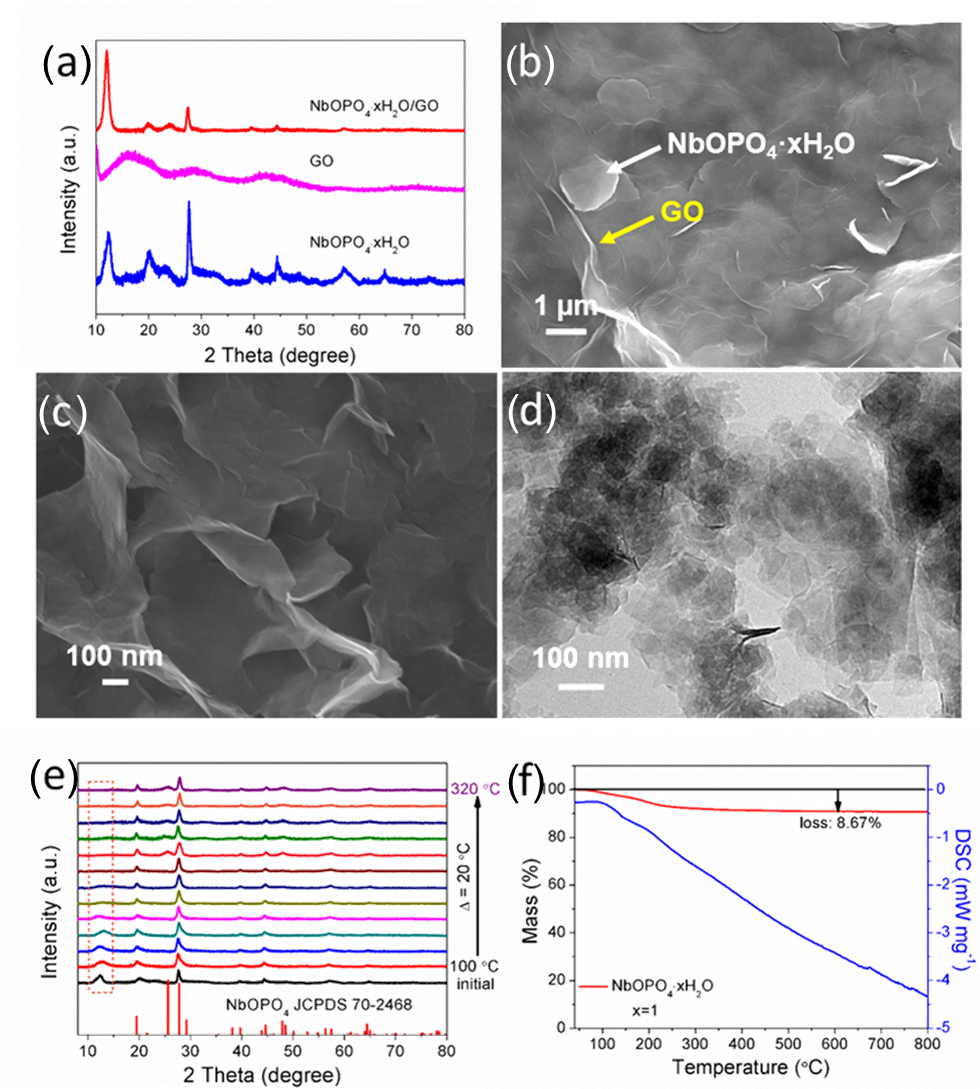 (a)
NbOPO₄·xH₂O/GO
GO
NbOPO₄·xH₂O
Intensity (a.u.)
10 20 30 40 50 60 70 80
2 Theta (degree)
(b)
NbOPO₄·xH₂O
GO
1 µm
(c)
100 nm
(d)
100 nm
(e)
320 °C
Δ = 20 °C
100 °C
initial
NbOPO₄ JCPDS 70-2468
Intensity (a.u.)
10 20 30 40 50 60 70 80
2 Theta (degree)
(f)
100
80
60
40
20
0
Mass (%)
loss: 8.67%
NbOPO₄·xH₂O
x=1
0
-1
-2
-3
-4
-5
DSC (mW mg⁻¹)
100 200 300 400 500 600 700 800
Temperature (°C)